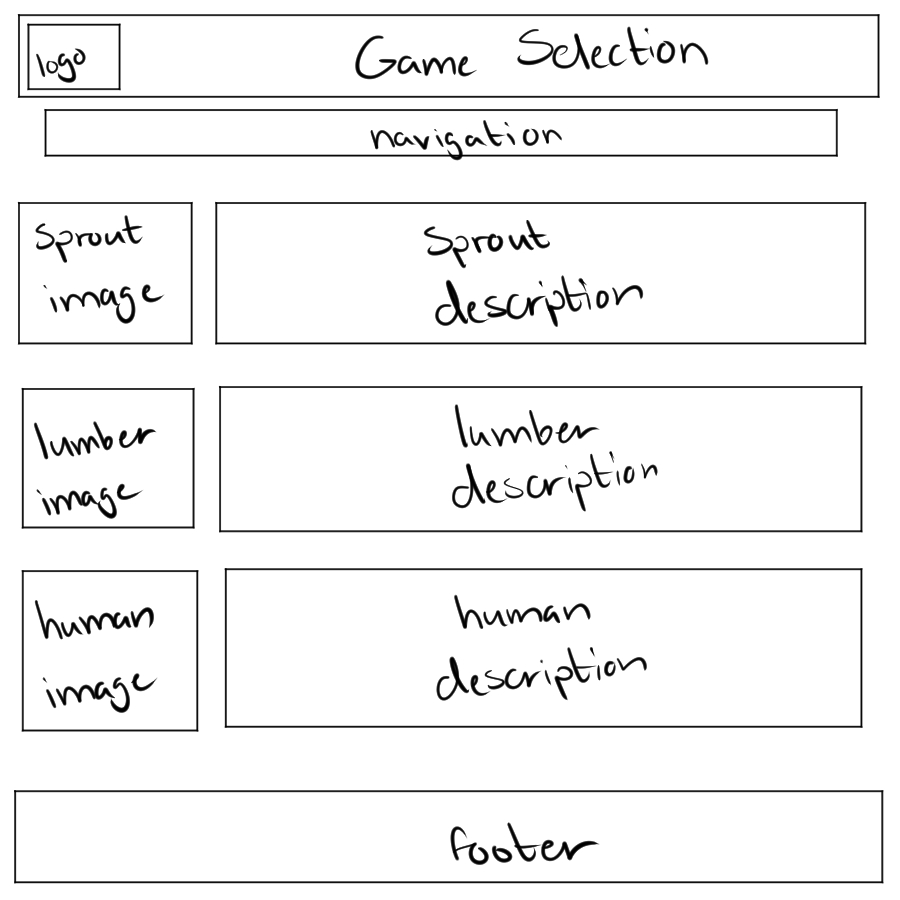 logo
Game Selection
navigation
Sprout
image
Sprout
description
lumber
image
lumber
description
human
image
human
description
footer